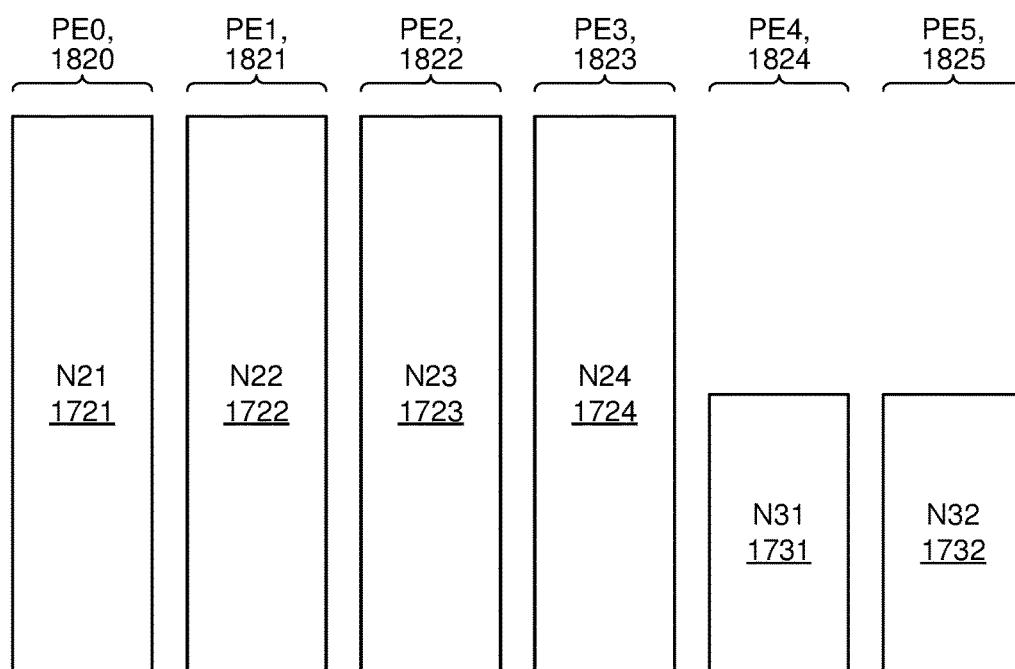 PE0, PE1, PE2, PE3, PE4, PE5,
1820 1821 1822 1823 1824 1825
N21 N22 N23 N24
1721 1722 1723 1724
N31 N32
1731 1732